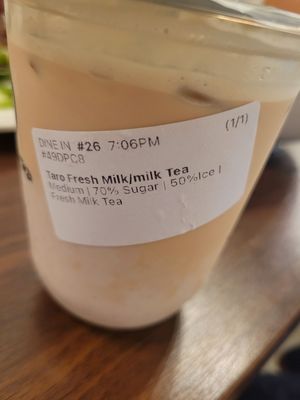 DINE IN #26 7:06PM (1/1)
#49DPC8
Taro Fresh Milk/milk Tea
Medium | 70% Sugar | 50%Ice |
Fresh Milk Tea